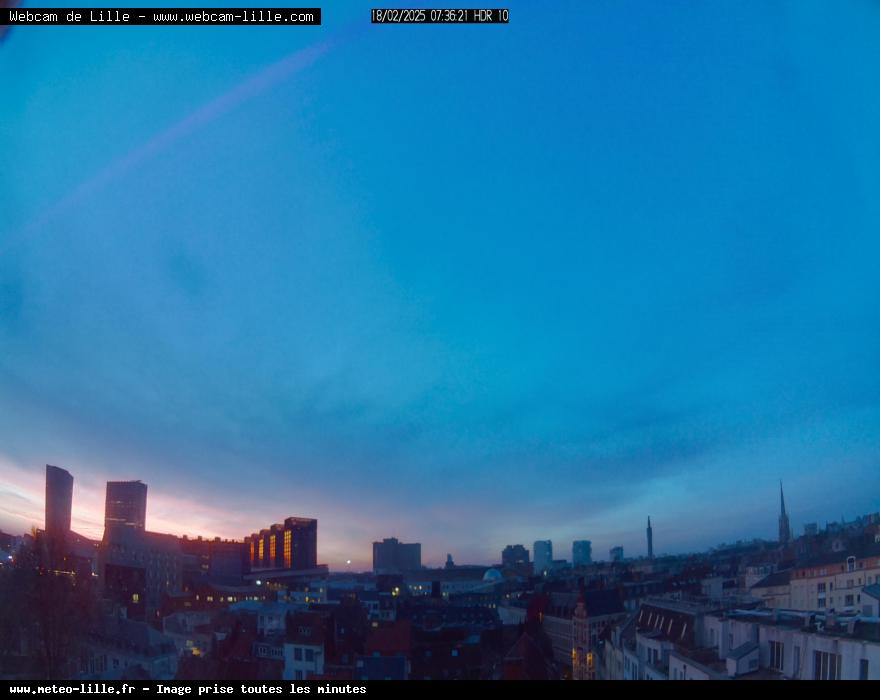 Webcam de Lille - www.webcam-lille.com
18/02/2025 07:36:21 HDR 10
www.meteo-lille.fr - Image prise toutes les minutes